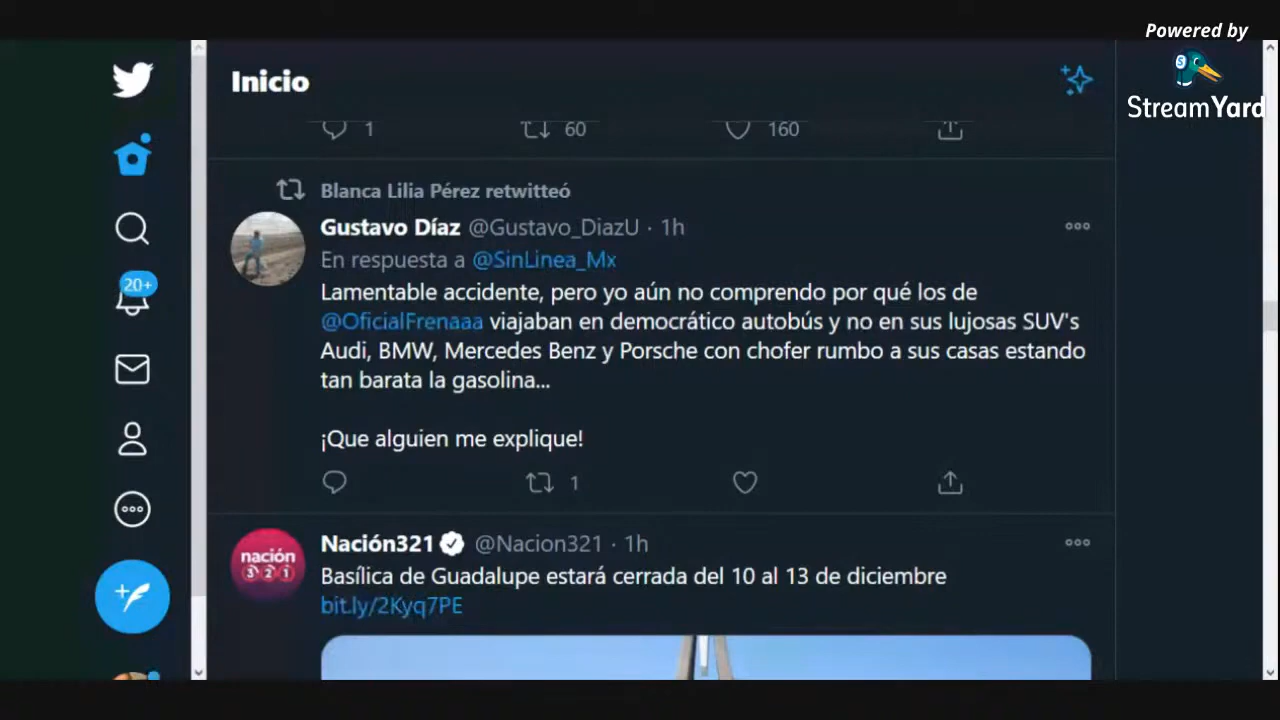 Powered by
StreamYard
Inicio
1 60 160
Blanca Lilia Pérez retwitteó
Gustavo Díaz @Gustavo_DiazU · 1h
En respuesta a @SinLinea_Mx
Lamentable accidente, pero yo aún no comprendo por qué los de
@OficialFrenaaa viajaban en democrático autobús y no en sus lujosas SUV's
Audi, BMW, Mercedes Benz y Porsche con chofer rumbo a sus casas estando
tan barata la gasolina...
¡Que alguien me explique!
1
20+
nación
321
Nación321 @Nacion321 · 1h
Basílica de Guadalupe estará cerrada del 10 al 13 de diciembre
bit.ly/2Kyq7PE